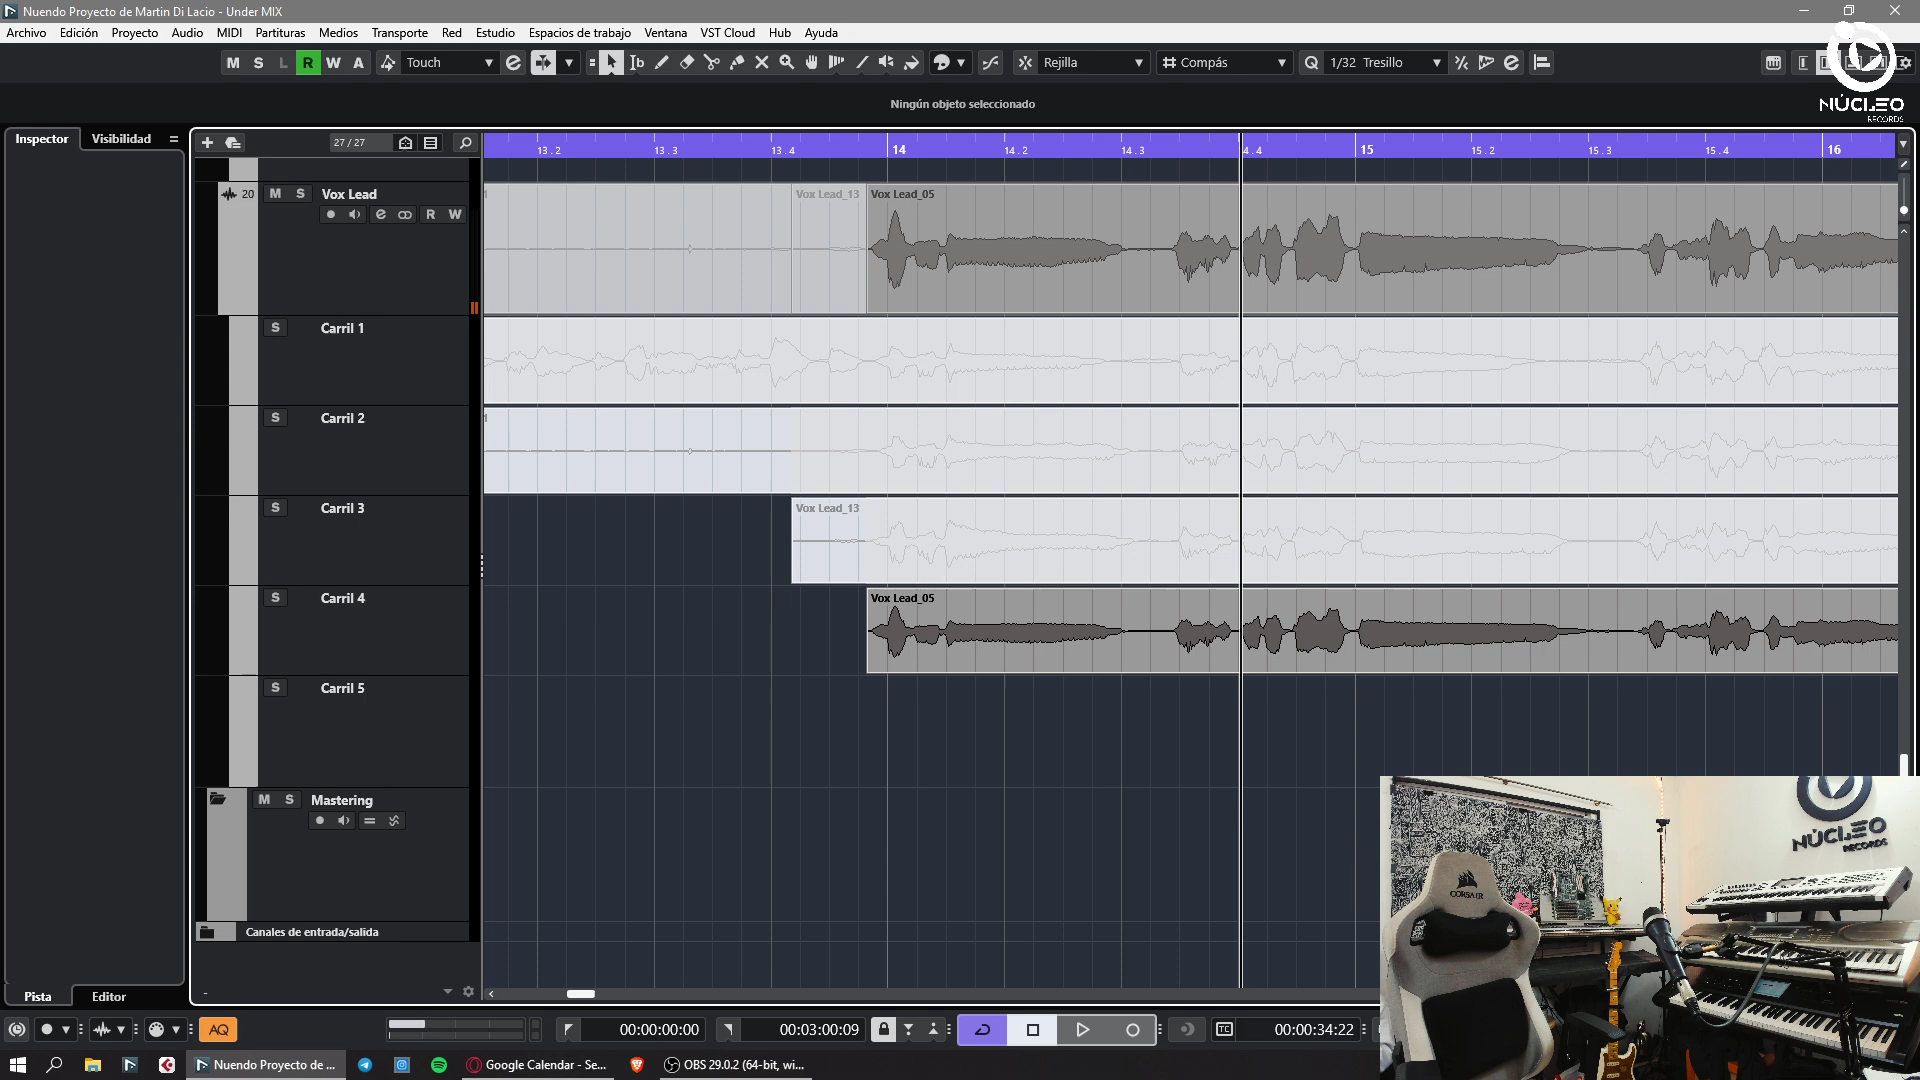 Nuendo Proyecto de Martin Di Lacio - Under MIX
Archivo Edición Proyecto Audio MIDI Partituras Medios Transporte Red Estudio Espacios de trabajo Ventana VST Cloud Hub Ayuda
M S L R W A Touch Rejilla Compás Q 1/32 Tresillo
NÚCLEO
RECORDS
Ningún objeto seleccionado
Inspector Visibilidad 27 / 27
13.2 13.3 13.4 14 14.2 14.3 4.4 15 15.2 15.3 15.4 16
20 M S Vox Lead Vox Lead_13 Vox Lead_05
R W
S Carril 1
S Carril 2
S Carril 3 Vox Lead_13
S Carril 4 Vox Lead_05
S Carril 5
M S Mastering
NÚCLEO
RECORDS
CORSAIR
Canales de entrada/salida
Pista Editor
AQ 00:00:00:00 00:03:00:09 TC 00:00:34:22
Nuendo Proyecto de ... Google Calendar - Se... OBS 29.0.2 (64-bit, wi...